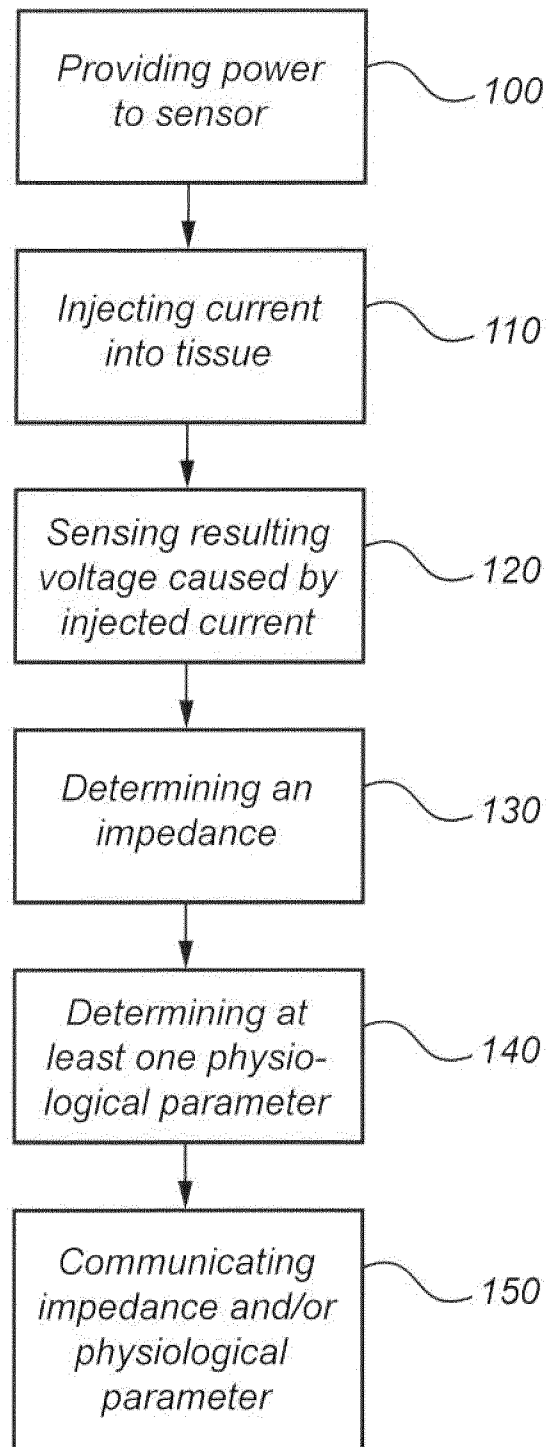 Providing power
to sensor
100
Injecting current
into tissue
110
Sensing resulting
voltage caused by
injected current
120
Determining an
impedance
130
Determining at
least one physio-
logical parameter
140
Communicating
impedance and/or
physiological
parameter
150